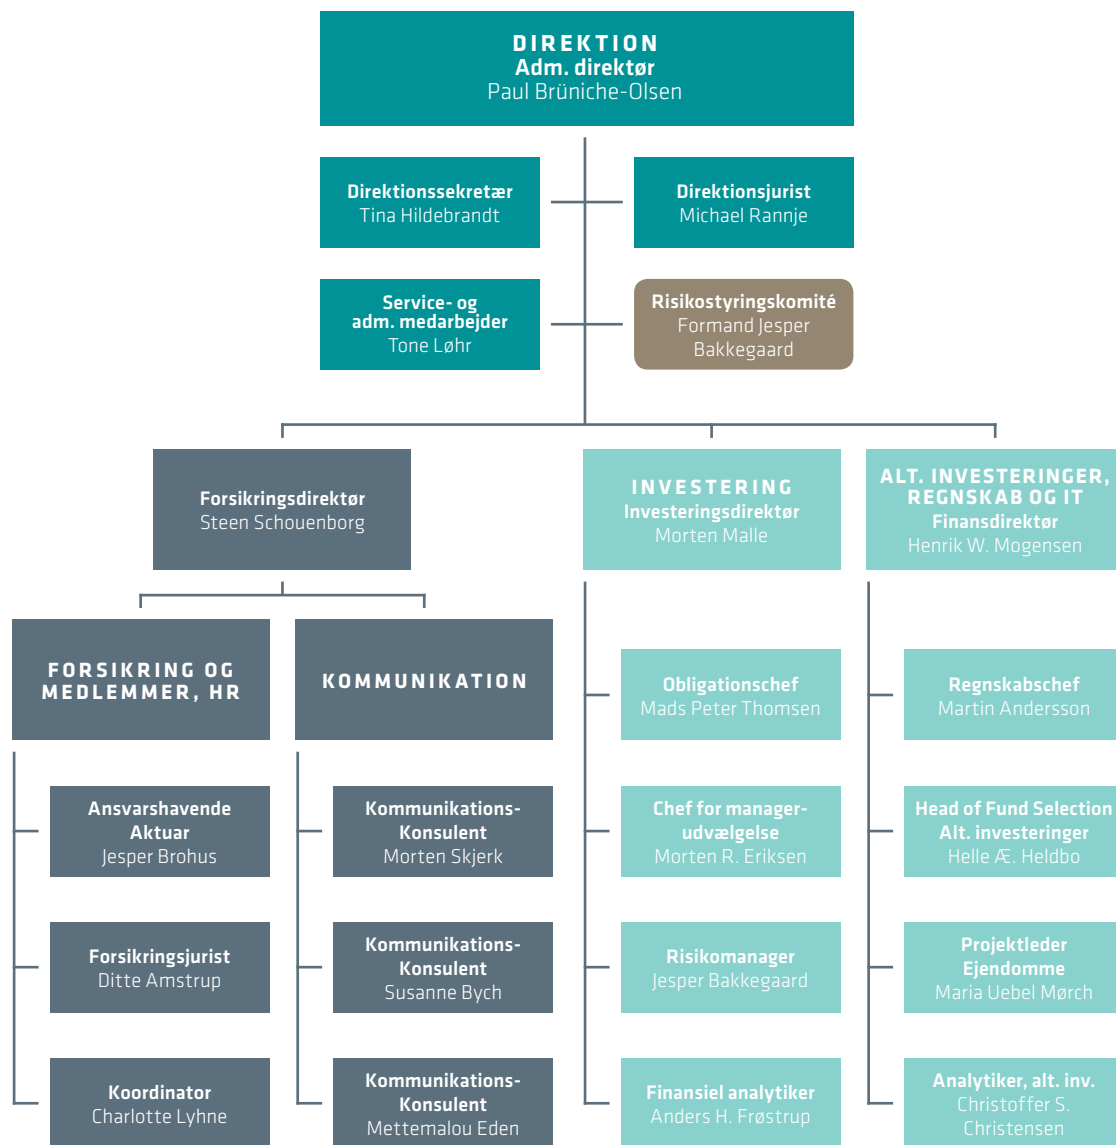 DIREKTION
Adm. direktør
Paul Brüniche-Olsen
Direktionssekretær
Tina Hildebrandt
Direktionsjurist
Michael Rannje
Service- og
adm. medarbejder
Tone Løhr
Risikostyringskomité
Formand Jesper
Bakkegaard
Forsikringsdirektør
Steen Schouenborg
INVESTERING
Investeringsdirektør
Morten Malle
ALT. INVESTERINGER,
REGNSKAB OG IT
Finansdirektør
Henrik W. Mogensen
FORSIKRING OG
MEDLEMMER, HR
KOMMUNIKATION
Obligationschef
Mads Peter Thomsen
Regnskabschef
Martin Andersson
Ansvarshavende
Aktuar
Jesper Brohus
Kommunikations-
Konsulent
Morten Skjerk
Chef for manager-
udvælgelse
Morten R. Eriksen
Head of Fund Selection
Alt. investeringer
Helle Æ. Heldbo
Forsikringsjurist
Ditte Amstrup
Kommunikations-
Konsulent
Susanne Bych
Risikomanager
Jesper Bakkegaard
Projektleder
Ejendomme
Maria Uebel Mørch
Koordinator
Charlotte Lyhne
Kommunikations-
Konsulent
Mettemalou Eden
Finansiel analytiker
Anders H. Frøstrup
Analytiker, alt. inv.
Christoffer S.
Christensen